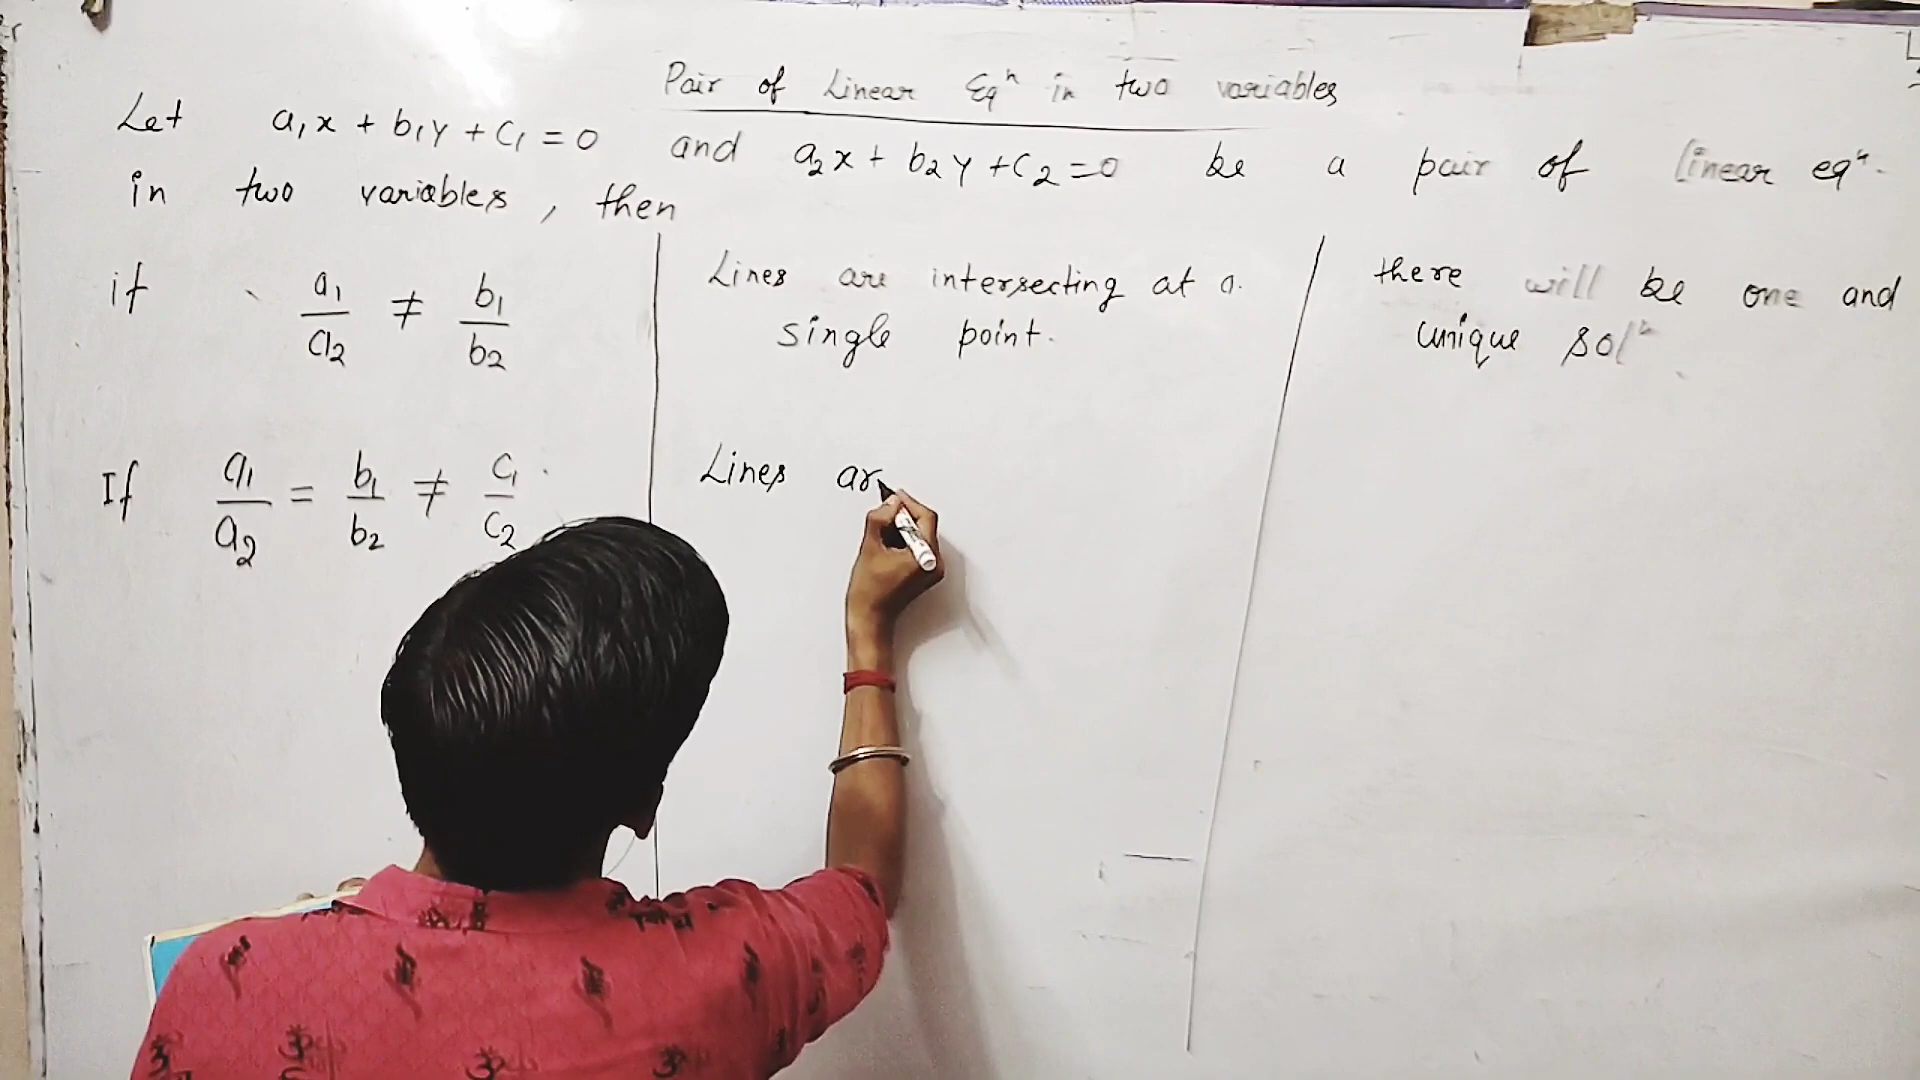 Pair of Linear Eqⁿ in two variables
Let a₁x + b₁y + c₁ = 0 and a₂x + b₂y + c₂ = 0 be a pair of linear eqⁿ.
in two variables, then
if a₁/a₂ ≠ b₁/b₂
Lines are intersecting at a
single point.
there will be one and
unique solⁿ
If a₁/a₂ = b₁/b₂ ≠ c₁/c₂
Lines ar